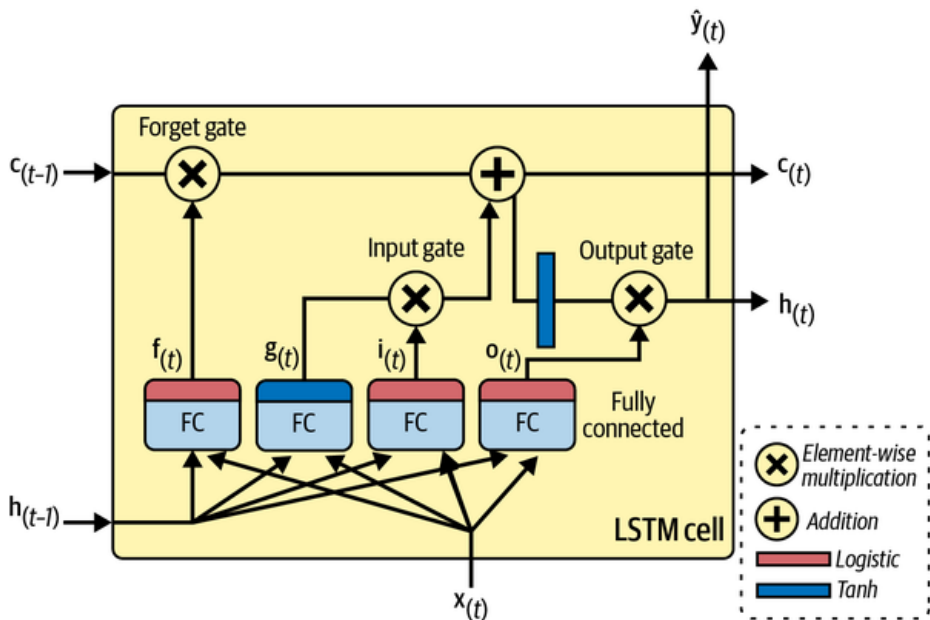 ŷ(t)
Forget gate
c(t–1)
c(t)
Input gate
Output gate
h(t)
f(t)
g(t)
i(t)
o(t)
FC
FC
FC
FC
Fully
connected
h(t–1)
LSTM cell
x(t)
Element-wise
multiplication
Addition
Logistic
Tanh